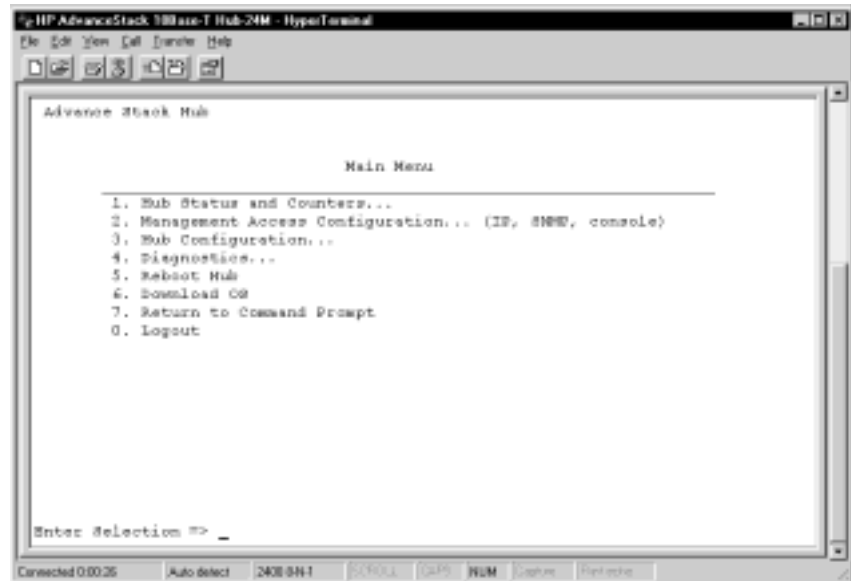 HP AdvanceStack 10Base-T Hub-24M - HyperTerminal
File Edit View Call Transfer Help
Advance Stack Hub
Main Menu
1. Hub Status and Counters...
2. Management Access Configuration... (IP, SNMP, console)
3. Hub Configuration...
4. Diagnostics...
5. Reboot Hub
6. Download OS
7. Return to Command Prompt
0. Logout
Enter Selection => _
Connected 0:00:26 Auto detect 2400 8-N-1 SCROLL CAPS NUM Capture Print echo